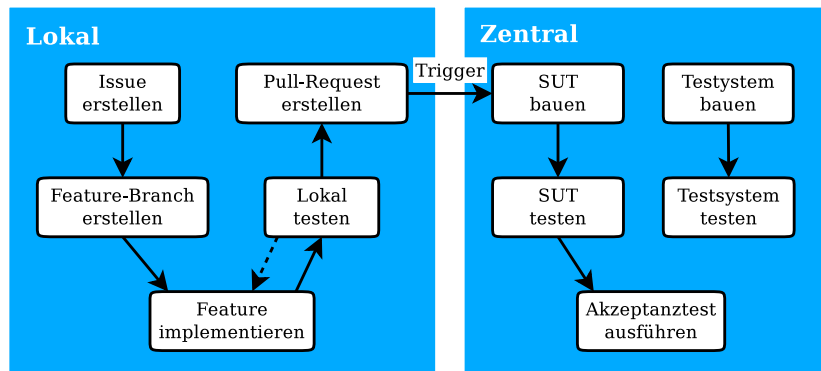 Lokal
Issue
erstellen
Feature-Branch
erstellen
Feature
implementieren
Lokal
testen
Pull-Request
erstellen
Trigger
Zentral
SUT
bauen
SUT
testen
Testystem
bauen
Testsystem
testen
Akzeptanztest
ausführen